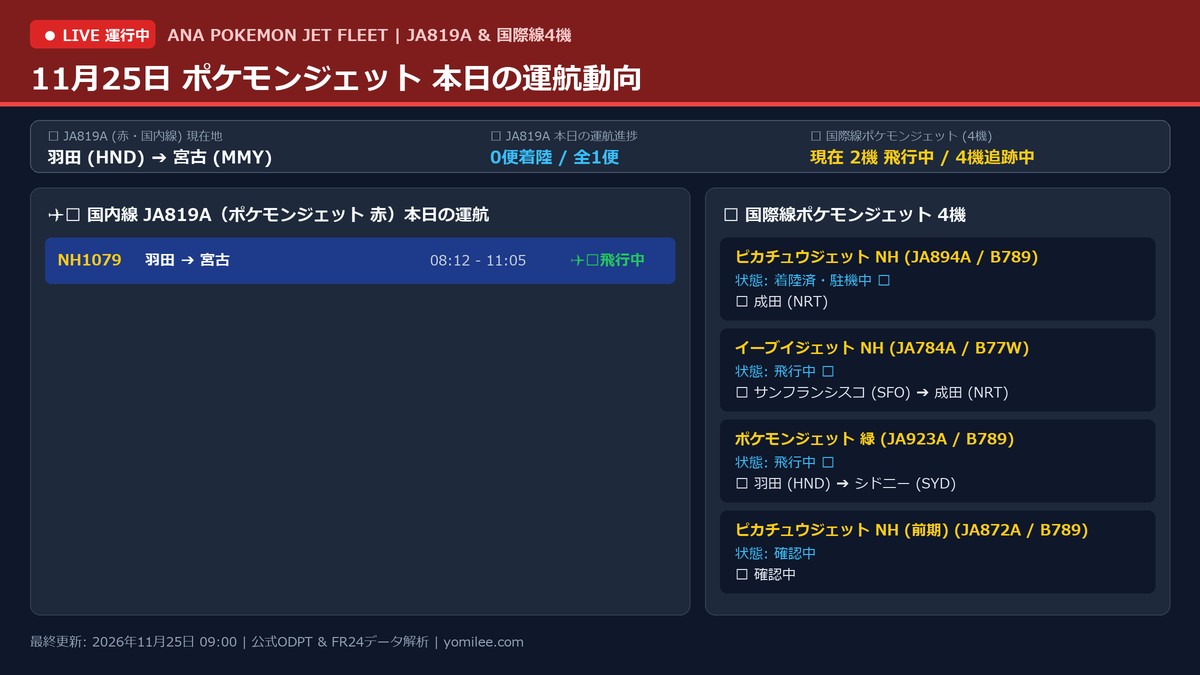 ● LIVE 運行中 ANA POKEMON JET FLEET | JA819A & 国際線4機
11月25日 ポケモンジェット 本日の運航動向
□ JA819A (赤・国内線) 現在地
羽田 (HND) → 宮古 (MMY)
□ JA819A 本日の運航進捗
0便着陸 / 全1便
□ 国際線ポケモンジェット (4機)
現在 2機 飛行中 / 4機追跡中
✈□ 国内線 JA819A（ポケモンジェット 赤）本日の運航
NH1079 羽田 → 宮古 08:12 - 11:05 ✈□飛行中
□ 国際線ポケモンジェット 4機
ピカチュウジェット NH (JA894A / B789)
状態: 着陸済・駐機中 □
□ 成田 (NRT)
イーブイジェット NH (JA784A / B77W)
状態: 飛行中 □
□ サンフランシスコ (SFO) → 成田 (NRT)
ポケモンジェット 緑 (JA923A / B789)
状態: 飛行中 □
□ 羽田 (HND) → シドニー (SYD)
ピカチュウジェット NH (前期) (JA872A / B789)
状態: 確認中
□ 確認中
最終更新: 2026年11月25日 09:00 | 公式ODPT & FR24データ解析 | yomilee.com